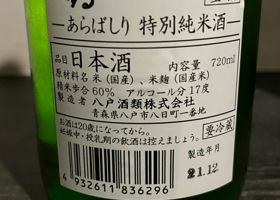 あらばしり 特別純米酒
品目 日本酒 内容量 720ml
原材料名 米(国産)、米麹(国産)
精米歩合60% アルコール分17度
製造者 八戸酒類株式会社
青森県八戸市八日町一番地
お酒は20歳になってから。
妊娠中・授乳期の飲酒は控えましょう。
要冷蔵
製造年月
21.12
4 932611 836296